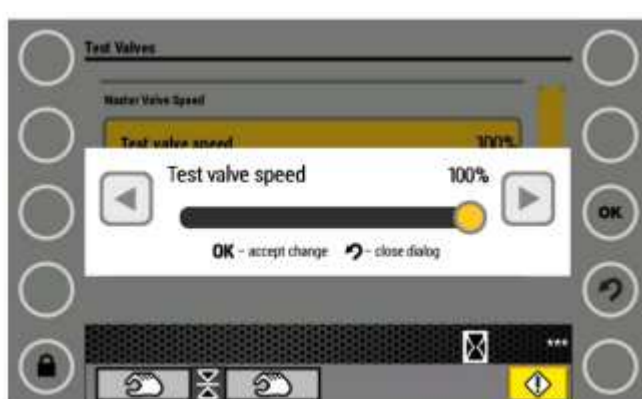 Test Valves
Master Valve Speed
Test valve speed 100%
Test valve speed 100%
OK - accept change - close dialog
OK
***